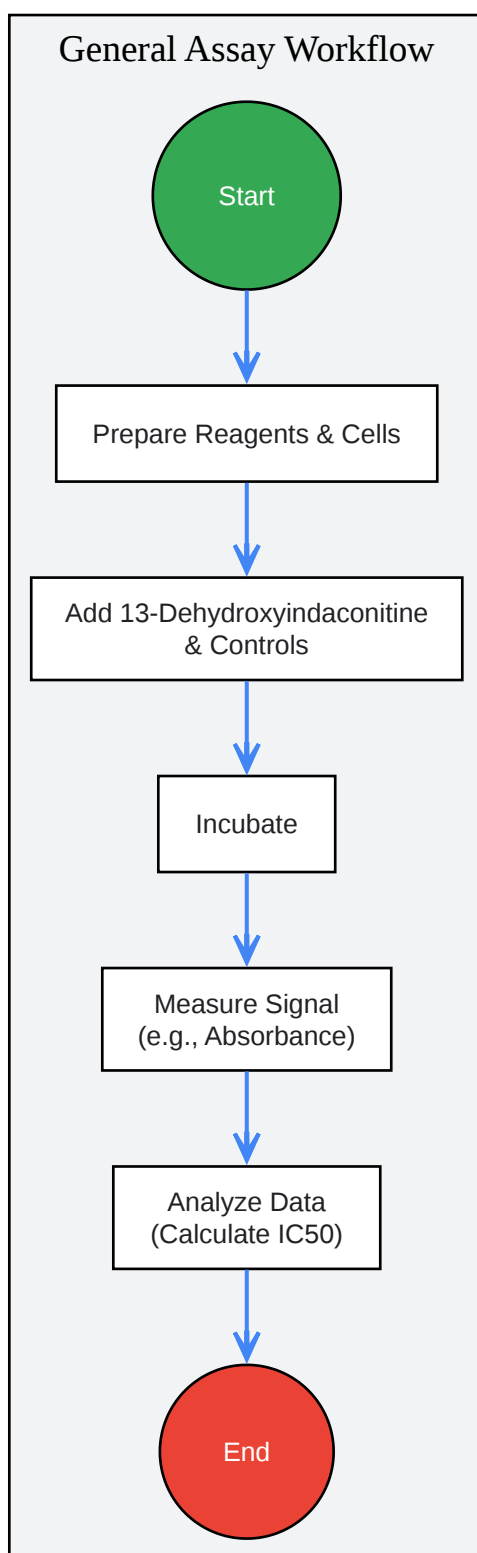 General Assay Workflow
Start
Prepare Reagents & Cells
Add 13-Dehydroxyindaconitine
& Controls
Incubate
Measure Signal
(e.g., Absorbance)
Analyze Data
(Calculate IC50)
End